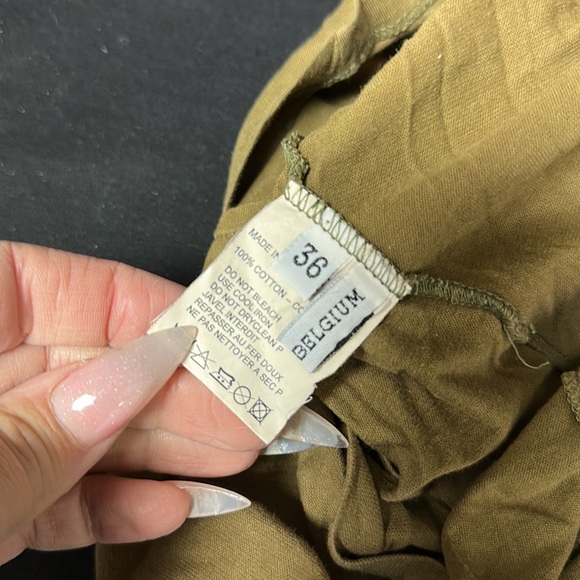 MADE IN
36
100% COTTON - CO
DO NOT BLEACH
USE COOL IRON
DO NOT DRYCLEAN P
JAVEL INTERDIT
REPASSER AU FER DOUX
NE PAS NETTOYER A SEC P
BELGIUM